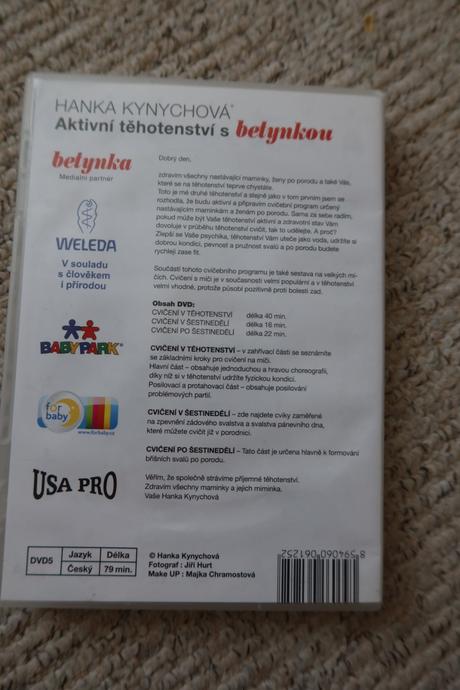 HANKA KYNYCHOVÁ®
Aktivní těhotenství s betynkou
betynka
Mediální partner
WELEDA
V souladu
s člověkem
i přírodou
BABYPARK
for
baby
www.forbaby.cz
USA PRO
Dobrý den,
zdravím všechny nastávající maminky, ženy po porodu a také Vás,
které se na těhotenství teprve chystáte.
Toto je mé druhé těhotenství a stejně jako v tom prvním jsem se
rozhodla, že budu aktivní a připravím cvičební program určený
nastávajícím maminkám a ženám po porodu. Sama za sebe radím,
pokud může být Vaše těhotenství aktivní a zdravotní stav Vám
dovoluje v průběhu těhotenství cvičit, tak to udělejte. A proč?
Zlepší se Vaše psychika, těhotenství Vám uteče jako voda, udržíte si
dobrou kondici, pevnost a pružnost svalů a po porodu budete
rychleji zase fit.
Součástí tohoto cvičebního programu je také sestava na velkých mí-
čích. Cvičení s míči je v současnosti velmi populární a v těhotenství
velmi vhodné, protože působí pozitivně proti bolesti zad.
Obsah DVD:
CVIČENÍ V TĚHOTENSTVÍ délka 40 min.
CVIČENÍ V ŠESTINEDĚLÍ délka 16 min.
CVIČENÍ PO ŠESTINEDĚLÍ délka 22 min.
CVIČENÍ V TĚHOTENSTVÍ – v zahřívací části se seznámíte
se základními kroky pro cvičení na míči.
Hlavní část – obsahuje jednoduchou a hravou choreografii,
díky níž si v těhotenství udržíte fyzickou kondici.
Posilovací a protahovací část – obsahuje posilování
problémových partií.
CVIČENÍ V ŠESTINEDĚLÍ – zde najdete cviky zaměřené
na zpevnění zádového svalstva a svalstva pánevního dna,
které můžete cvičit již v porodnici.
CVIČENÍ PO ŠESTINEDĚLÍ – Tato část je určena hlavně k formování
břišních svalů po porodu.
Věřím, že společně strávíme příjemné těhotenství.
Zdravím všechny maminky a jejich miminka.
Vaše Hanka Kynychová
DVD5
Jazyk Délka
Český 79 min.
© Hanka Kynychová
Fotograf : Jiří Hurt
Make UP : Majka Chramostová
8594060061252